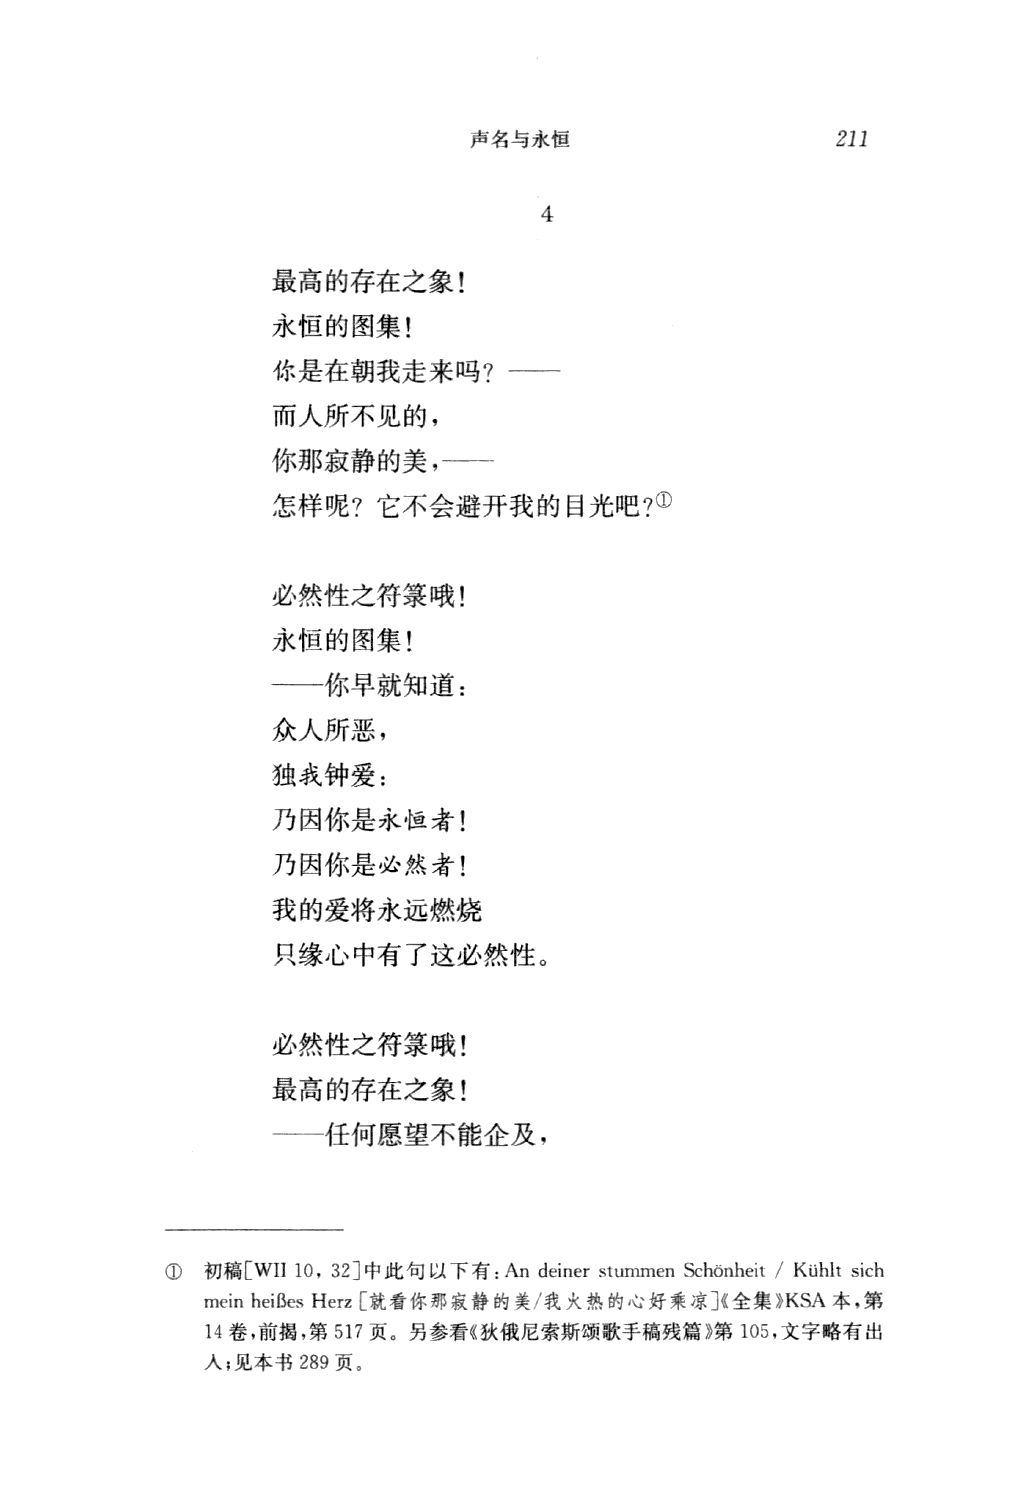 声名与永恒 211
4
最高的存在之象！
永恒的图集！
你是在朝我走来吗？——
而人所不见的，
你那寂静的美，——
怎样呢？它不会避开我的目光吧？①
必然性之符箓哦！
永恒的图集！
——你早就知道：
众人所恶，
独我钟爱：
乃因你是永恒者！
乃因你是必然者！
我的爱将永远燃烧
只缘心中有了这必然性。
必然性之符箓哦！
最高的存在之象！
——任何愿望不能企及，
① 初稿[WII 10，32]中此句以下有：An deiner stummen Schönheit / Kühlt sich
mein heißes Herz [就看你那寂静的美/我火热的心好乘凉]《全集》KSA 本，第
14 卷，前揭，第 517 页。另参看《狄俄尼索斯颂歌手稿残篇》第 105，文字略有出
入；见本书 289 页。